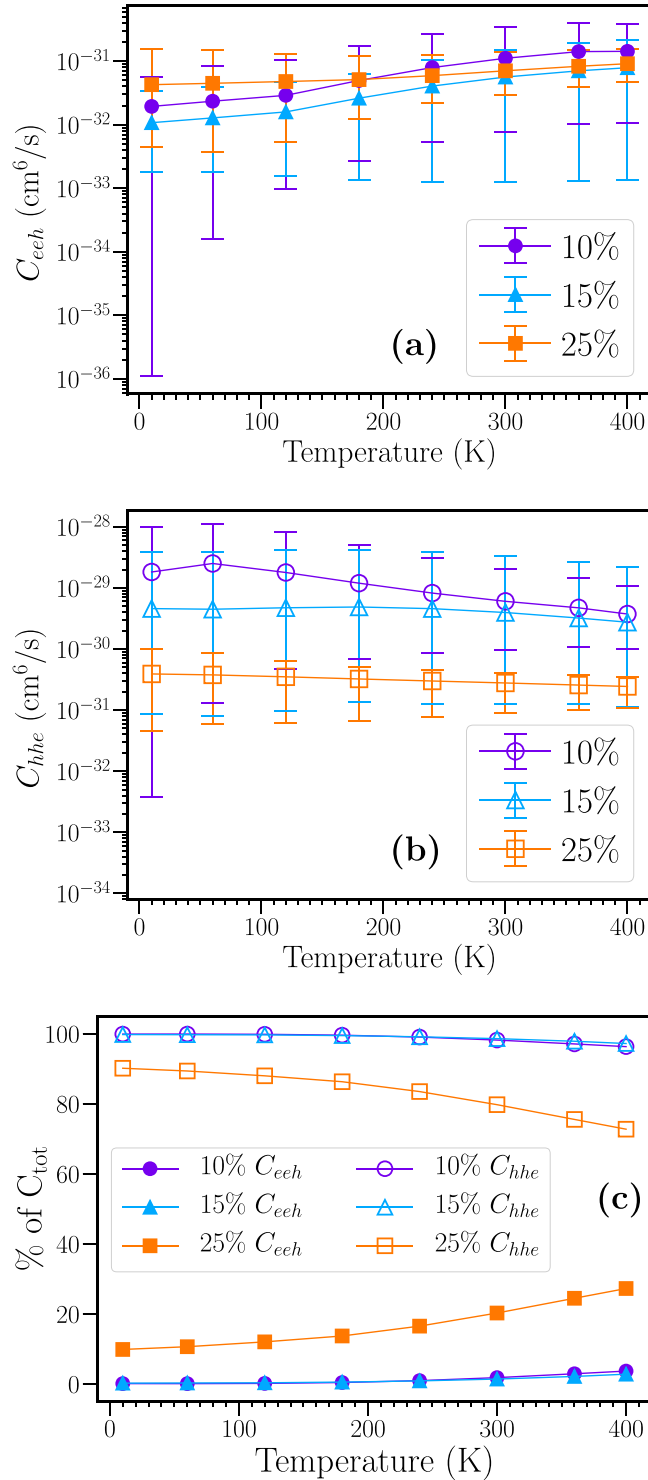 C_eeh (cm^6/s)
10^−31
10^−32
10^−33
10^−34
10^−35
10^−36
10%
15%
25%
(a)
0 100 200 300 400
Temperature (K)
C_hhe (cm^6/s)
10^−28
10^−29
10^−30
10^−31
10^−32
10^−33
10^−34
10%
15%
25%
(b)
0 100 200 300 400
Temperature (K)
% of C_tot
100
80
60
40
20
0
10% C_eeh 10% C_hhe
15% C_eeh 15% C_hhe
25% C_eeh 25% C_hhe
(c)
0 100 200 300 400
Temperature (K)